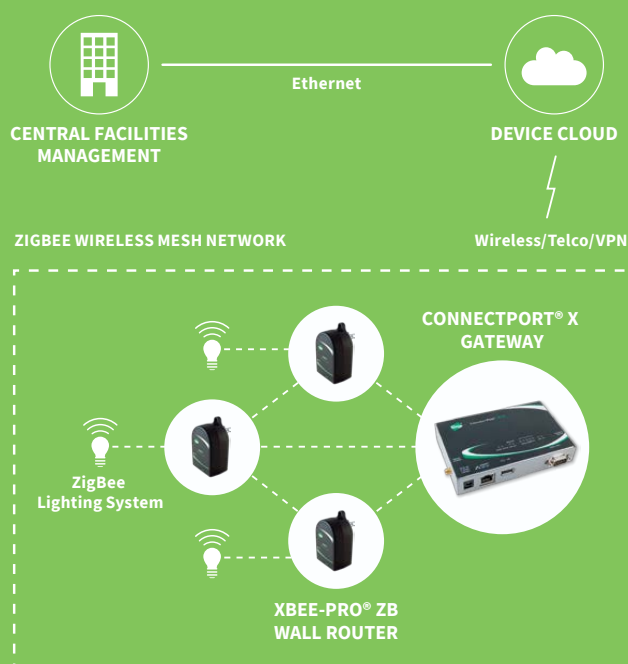 Ethernet
CENTRAL FACILITIES
MANAGEMENT
DEVICE CLOUD
ZIGBEE WIRELESS MESH NETWORK
Wireless/Telco/VPN
CONNECTPORT® X
GATEWAY
ZigBee
Lighting System
XBEE-PRO® ZB
WALL ROUTER